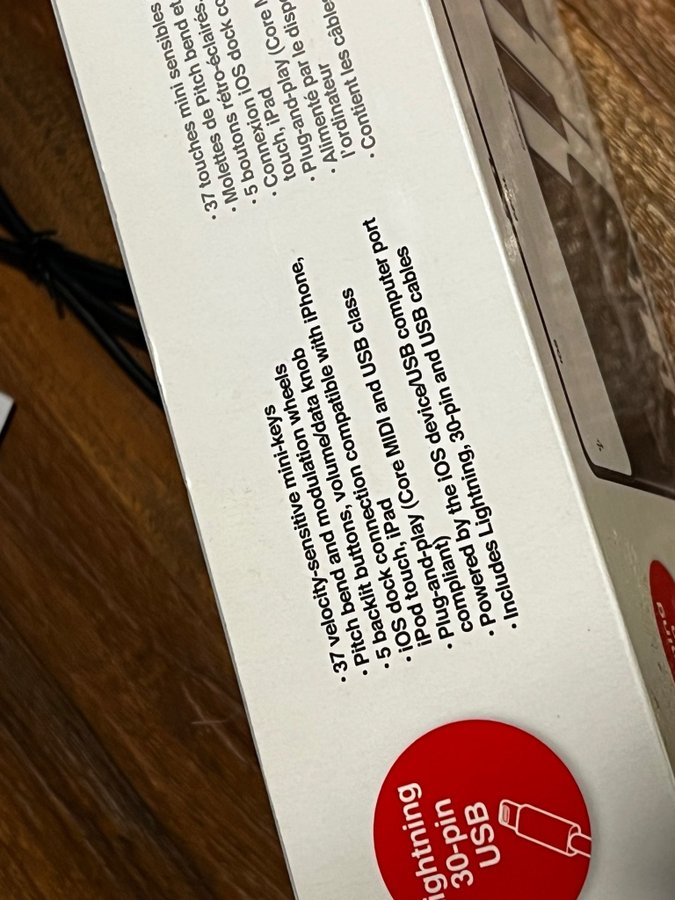 ightning
30-pin
USB
· 37 velocity-sensitive mini-keys
· Pitch bend and modulation wheels
· 5 backlit buttons, volume/data knob
· iOS dock connection compatible with iPhone,
iPod touch, iPad
· Plug-and-play (Core MIDI and USB class
compliant)
· Powered by the iOS device/USB computer port
· Includes Lightning, 30-pin and USB cables
· 37 touches mini sensibles
· Molettes de Pitch bend et
· 5 boutons rétro-éclairés,
· Connexion iOS dock
touch, iPad
· Plug-and-play (Core
· Alimenté par le
l'ordinateur
· Contient les